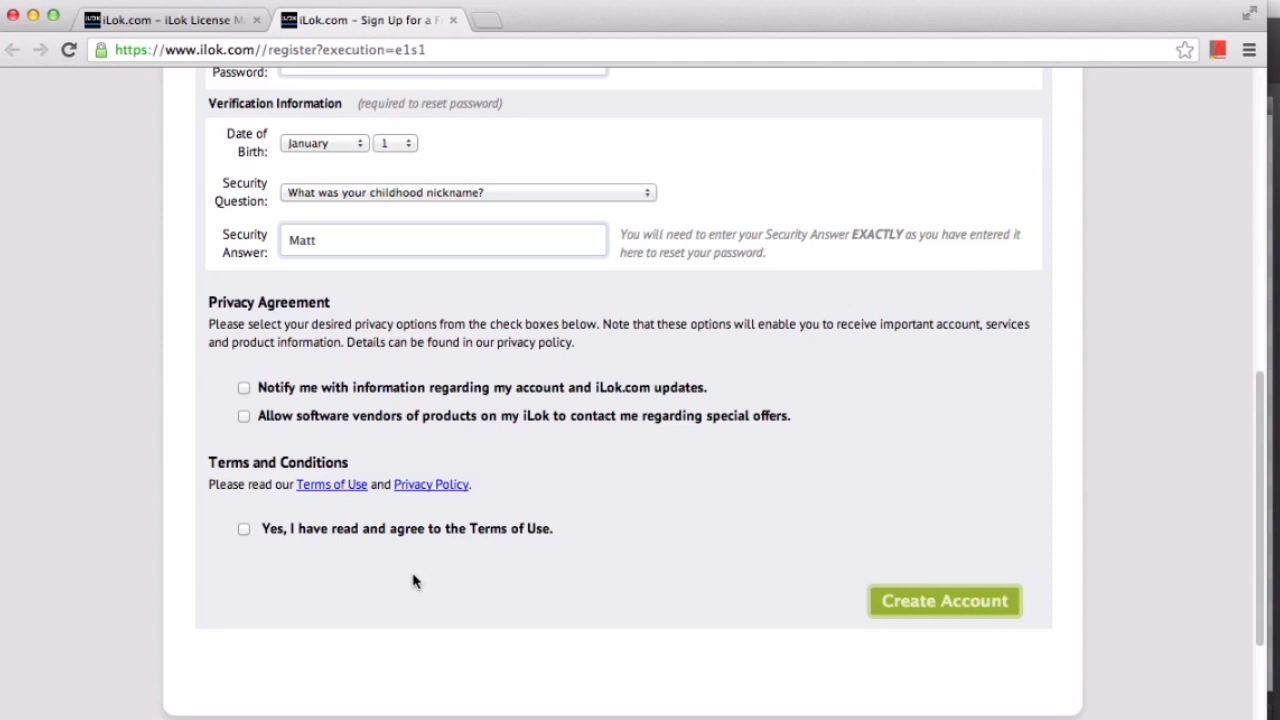 iLok.com – iLok License M
iLok.com – Sign Up for a F
https://www.ilok.com//register?execution=e1s1
Password:
Verification Information (required to reset password)
Date of
Birth:
January 1
Security
Question:
What was your childhood nickname?
Security
Answer:
Matt
You will need to enter your Security Answer EXACTLY as you have entered it
here to reset your password.
Privacy Agreement
Please select your desired privacy options from the check boxes below. Note that these options will enable you to receive important account, services
and product information. Details can be found in our privacy policy.
Notify me with information regarding my account and iLok.com updates.
Allow software vendors of products on my iLok to contact me regarding special offers.
Terms and Conditions
Please read our Terms of Use and Privacy Policy.
Yes, I have read and agree to the Terms of Use.
Create Account